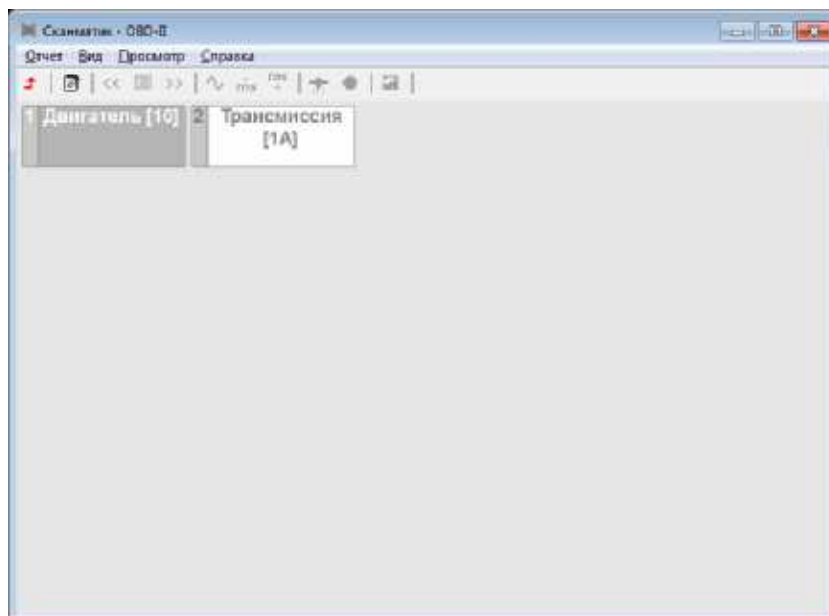 Сканматик - OBD-II
Отчет Вид Просмотр Справка
1 Двигатель [10] 2 Трансмиссия
[1A]